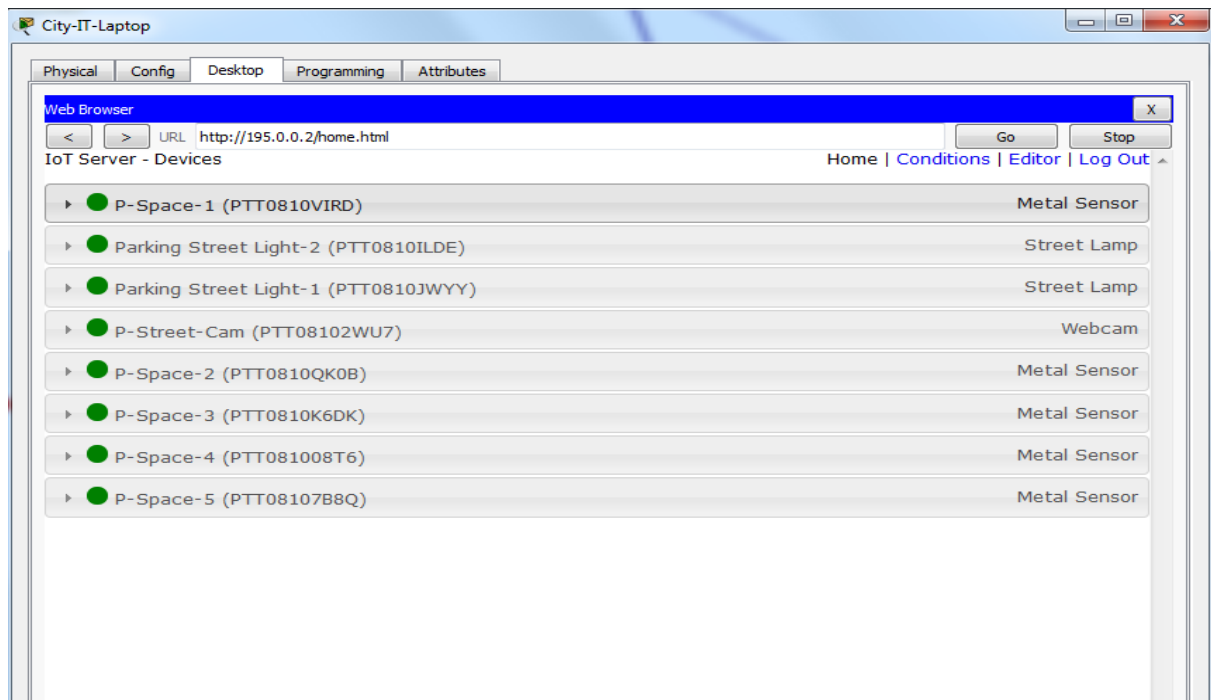 City-IT-Laptop
Physical Config Desktop Programming Attributes
Web Browser X
< > URL http://195.0.0.2/home.html Go Stop
IoT Server - Devices Home | Conditions | Editor | Log Out
P-Space-1 (PTT0810VIRD) Metal Sensor
Parking Street Light-2 (PTT0810ILDE) Street Lamp
Parking Street Light-1 (PTT0810JWYY) Street Lamp
P-Street-Cam (PTT08102WU7) Webcam
P-Space-2 (PTT0810QK0B) Metal Sensor
P-Space-3 (PTT0810K6DK) Metal Sensor
P-Space-4 (PTT081008T6) Metal Sensor
P-Space-5 (PTT08107B8Q) Metal Sensor